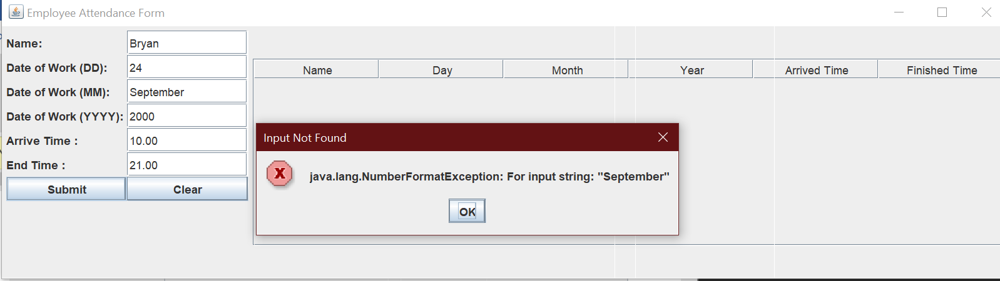 Employee Attendance Form
Name: Bryan
Date of Work (DD): 24
Date of Work (MM): September
Date of Work (YYYY): 2000
Arrive Time : 10.00
End Time : 21.00
Submit Clear
Name Day Month Year Arrived Time Finished Time
Input Not Found
X
java.lang.NumberFormatException: For input string: "September"
OK